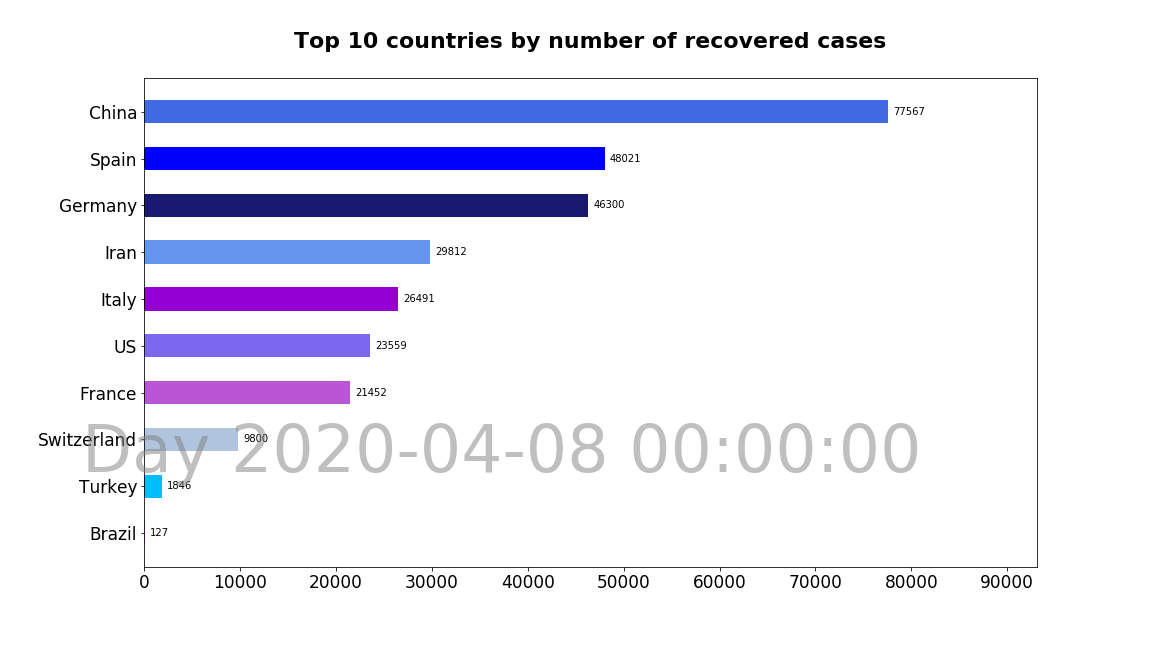 Top 10 countries by number of recovered cases
China 77567
Spain 48021
Germany 46300
Iran 29812
Italy 26491
US 23559
France 21452
Switzerland 9800
Day 2020-04-08 00:00:00
Turkey 1846
Brazil 127
0 10000 20000 30000 40000 50000 60000 70000 80000 90000